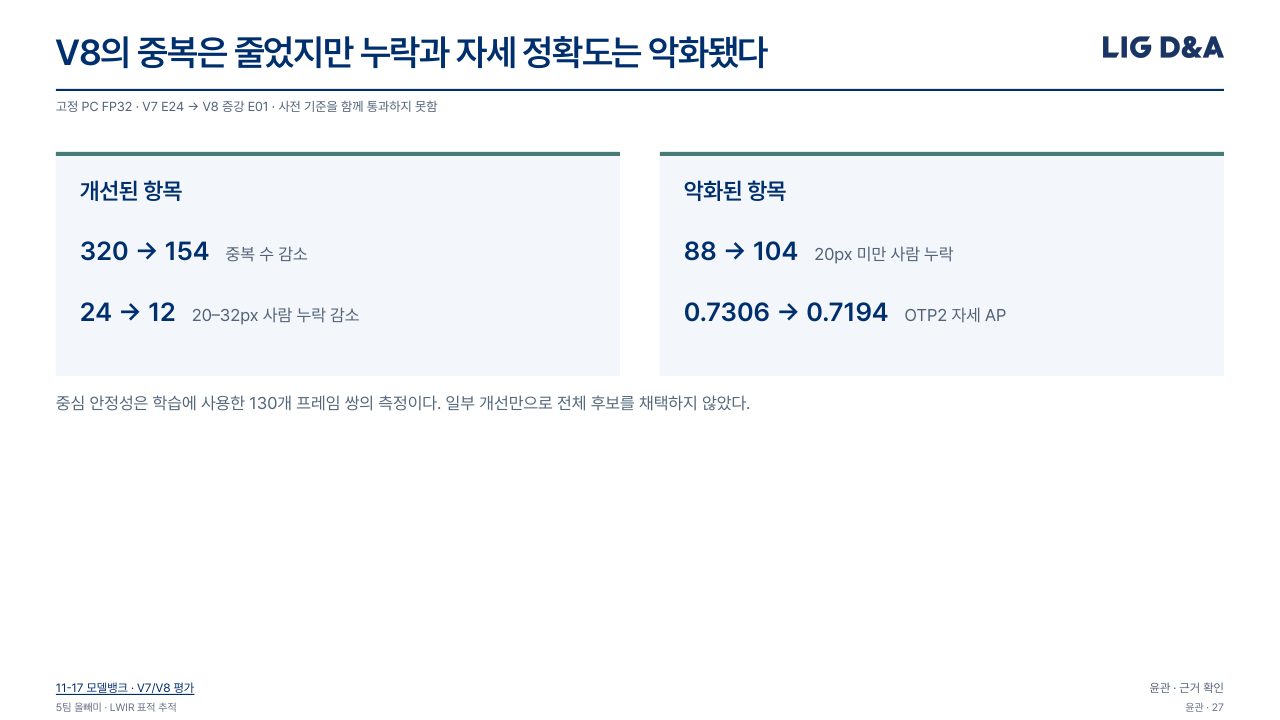 V8의 중복은 줄었지만 누락과 자세 정확도는 악화됐다
LIG D&A
고정 PC FP32 · V7 E24 → V8 증강 E01 · 사전 기준을 함께 통과하지 못함
개선된 항목
320 → 154 중복 수 감소
24 → 12 20–32px 사람 누락 감소
악화된 항목
88 → 104 20px 미만 사람 누락
0.7306 → 0.7194 OTP2 자세 AP
중심 안정성은 학습에 사용한 130개 프레임 쌍의 측정이다. 일부 개선만으로 전체 후보를 채택하지 않았다.
11-17 모델뱅크 · V7/V8 평가
5팀 올빼미 · LWIR 표적 추적
윤관 · 근거 확인
윤관 · 27